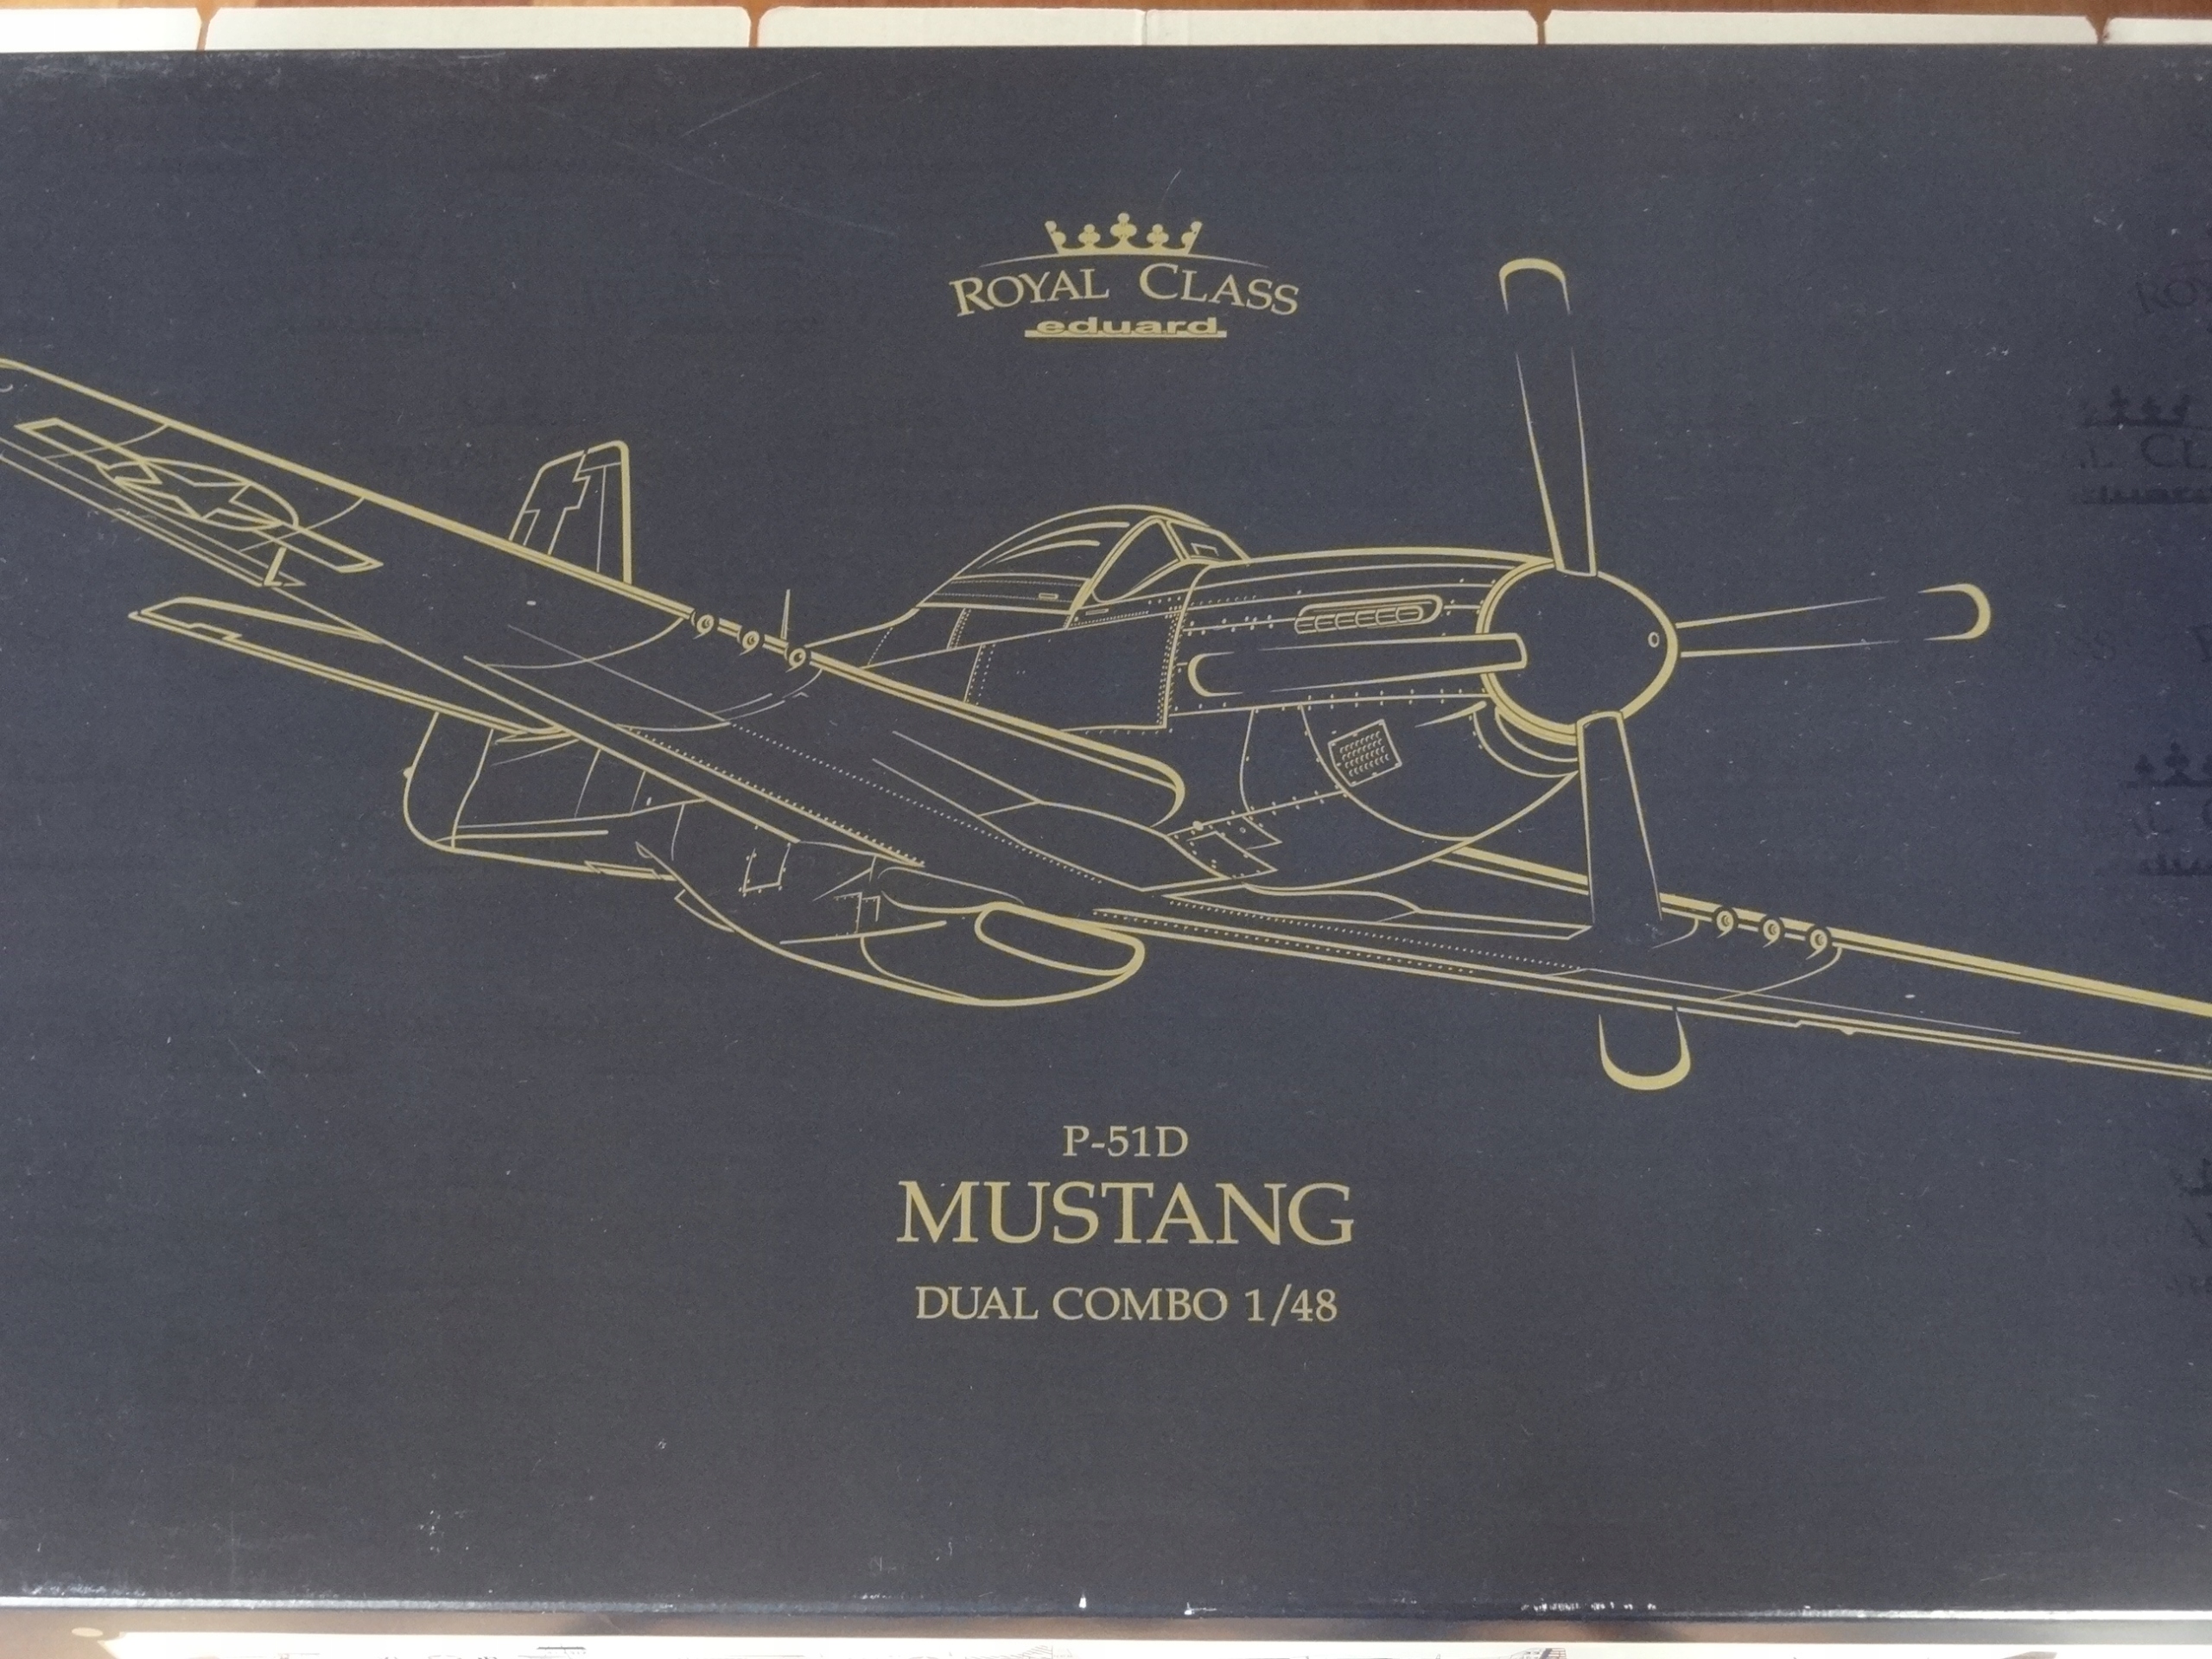 ROYAL CLASS
eduard
P-51D
MUSTANG
DUAL COMBO 1/48